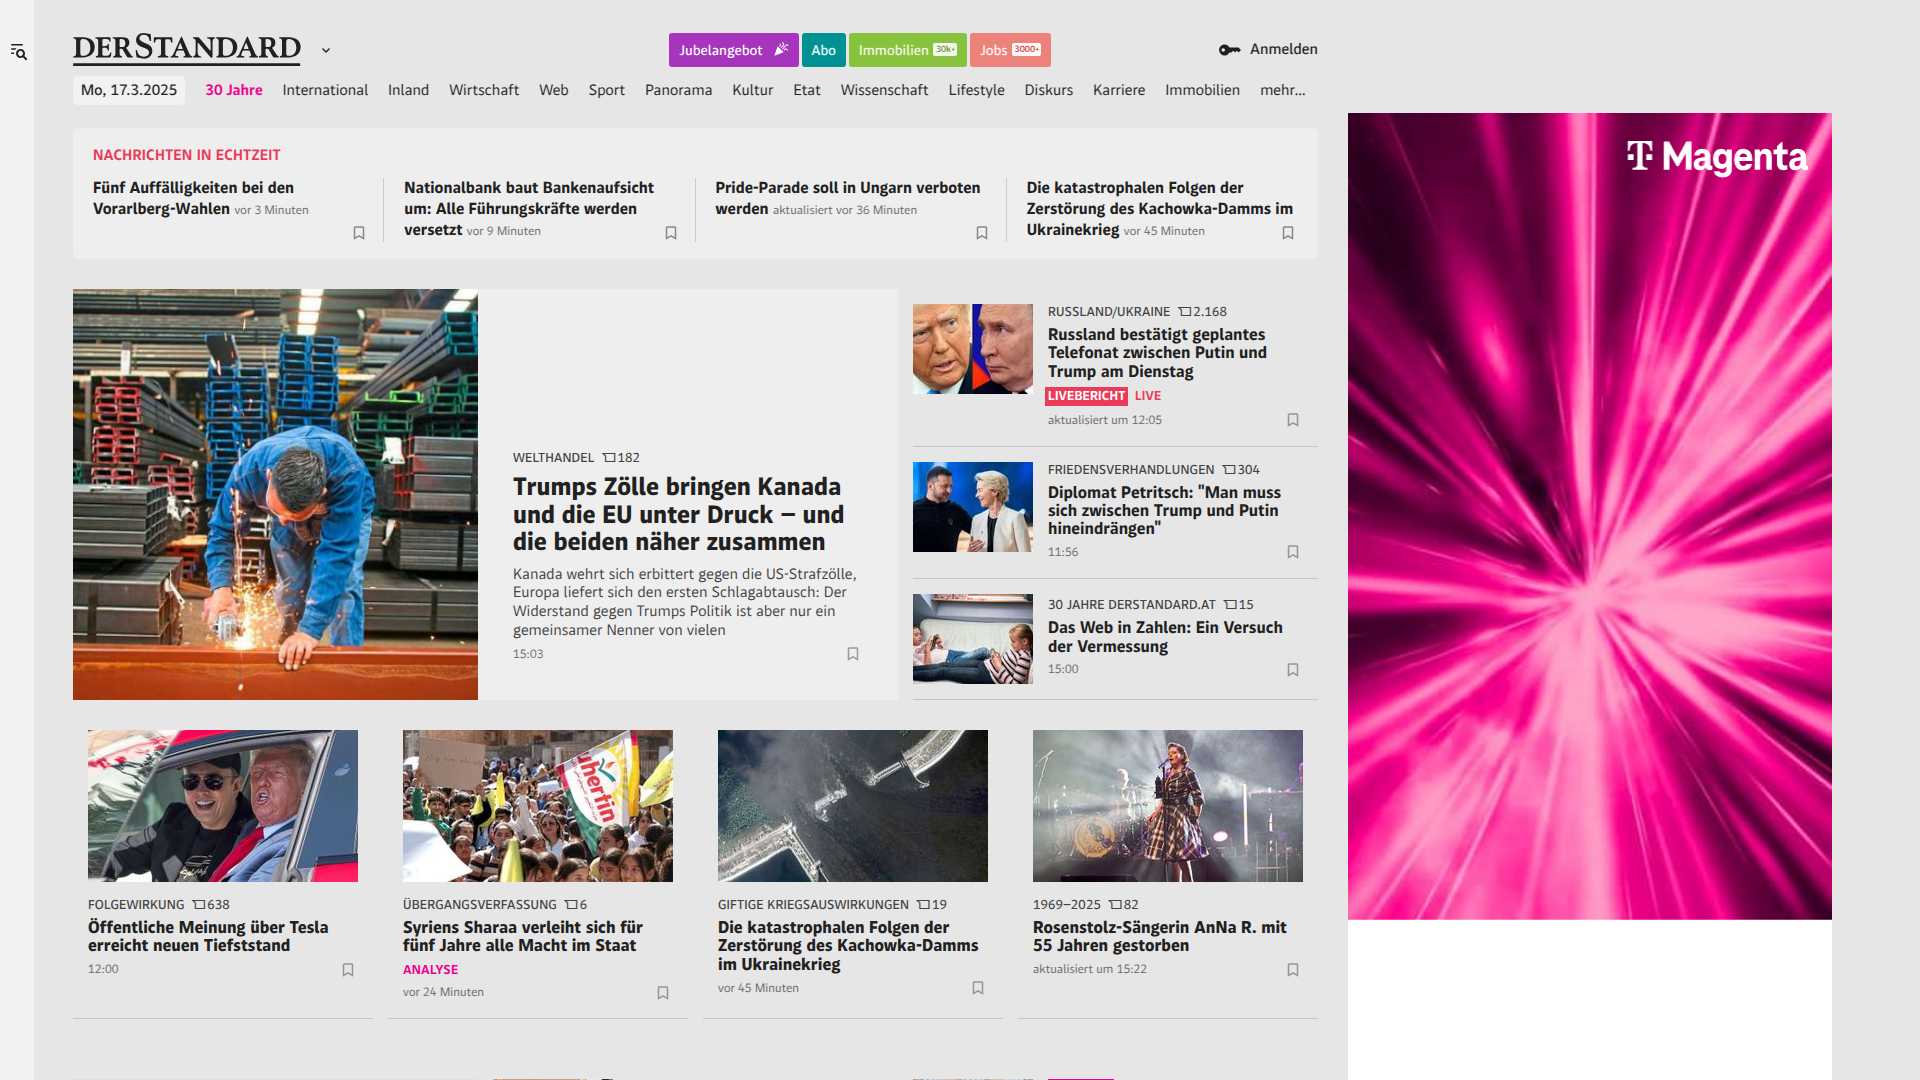 DERSTANDARD
Jubelangebot
Abo
Immobilien 30k+
Jobs 3000+
Anmelden
Mo, 17.3.2025
30 Jahre
International
Inland
Wirtschaft
Web
Sport
Panorama
Kultur
Etat
Wissenschaft
Lifestyle
Diskurs
Karriere
Immobilien
mehr...
NACHRICHTEN IN ECHTZEIT
Fünf Auffälligkeiten bei den
Vorarlberg-Wahlen vor 3 Minuten
Nationalbank baut Bankenaufsicht
um: Alle Führungskräfte werden
versetzt vor 9 Minuten
Pride-Parade soll in Ungarn verboten
werden aktualisiert vor 36 Minuten
Die katastrophalen Folgen der
Zerstörung des Kachowka-Damms im
Ukrainekrieg vor 45 Minuten
WELTHANDEL 182
Trumps Zölle bringen Kanada
und die EU unter Druck – und
die beiden näher zusammen
Kanada wehrt sich erbittert gegen die US-Strafzölle,
Europa liefert sich den ersten Schlagabtausch: Der
Widerstand gegen Trumps Politik ist aber nur ein
gemeinsamer Nenner von vielen
15:03
RUSSLAND/UKRAINE 2.168
Russland bestätigt geplantes
Telefonat zwischen Putin und
Trump am Dienstag
LIVEBERICHT LIVE
aktualisiert um 12:05
FRIEDENSVERHANDLUNGEN 304
Diplomat Petritsch: "Man muss
sich zwischen Trump und Putin
hineindrängen"
11:56
30 JAHRE DERSTANDARD.AT 15
Das Web in Zahlen: Ein Versuch
der Vermessung
15:00
FOLGEWIRKUNG 638
Öffentliche Meinung über Tesla
erreicht neuen Tiefststand
12:00
ÜBERGANGSVERFASSUNG 6
Syriens Sharaa verleiht sich für
fünf Jahre alle Macht im Staat
ANALYSE
vor 24 Minuten
GIFTIGE KRIEGSAUSWIRKUNGEN 19
Die katastrophalen Folgen der
Zerstörung des Kachowka-Damms
im Ukrainekrieg
vor 45 Minuten
1969–2025 82
Rosenstolz-Sängerin AnNa R. mit
55 Jahren gestorben
aktualisiert um 15:22
T Magenta